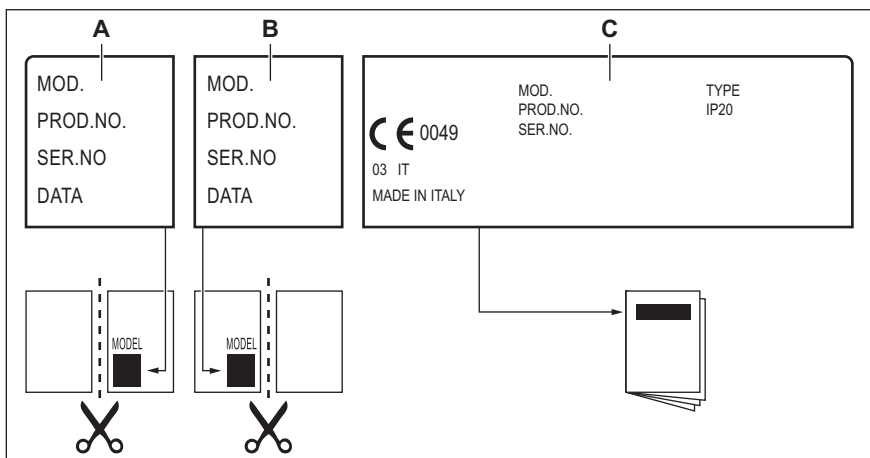 A
B
C
MOD.
PROD.NO.
SER.NO
DATA
MOD.
PROD.NO.
SER.NO
DATA
MOD.
PROD.NO.
SER.NO.
TYPE
IP20
CE 0049
03 IT
MADE IN ITALY
MODEL
MODEL